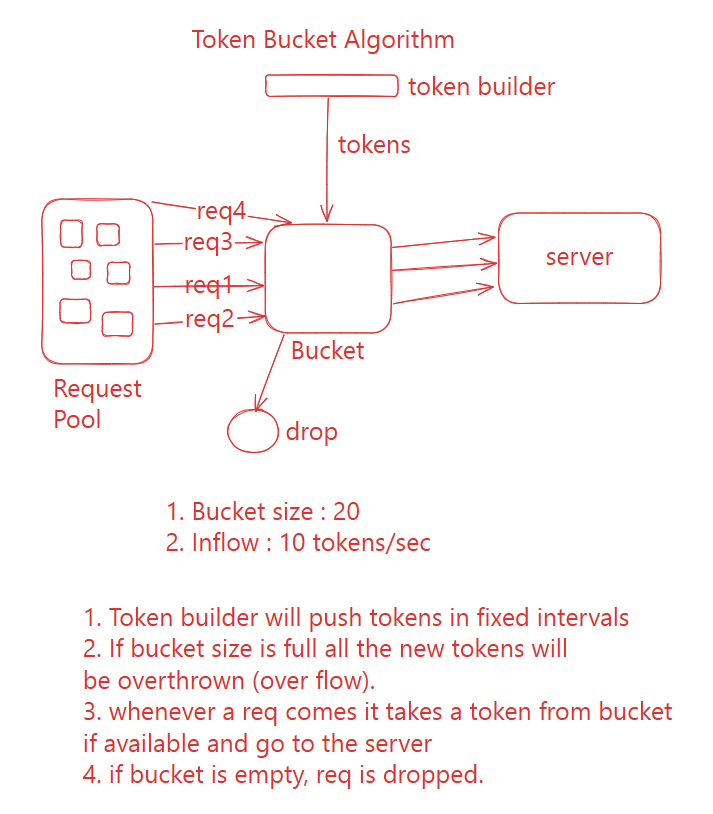 Token Bucket Algorithm
token builder
tokens
req4
req3
req1
req2
server
Bucket
Request
Pool
drop
1. Bucket size : 20
2. Inflow : 10 tokens/sec
1. Token builder will push tokens in fixed intervals
2. If bucket size is full all the new tokens will
be overthrown (over flow).
3. whenever a req comes it takes a token from bucket
if available and go to the server
4. if bucket is empty, req is dropped.